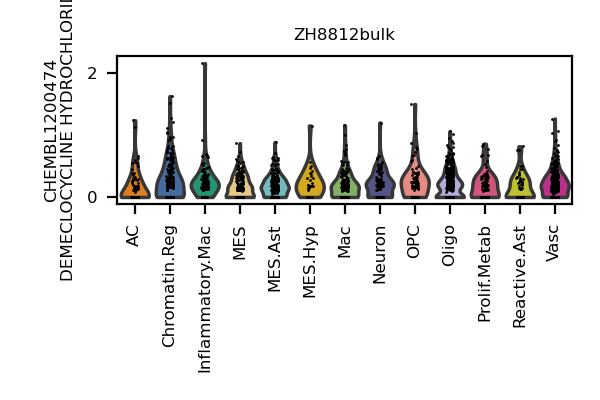 ZH8812bulk
CHEMBL1200474
DEMECLOCYCLINE HYDROCHLORI
2
0
AC
Chromatin.Reg
Inflammatory.Mac
MES
MES.Ast
MES.Hyp
Mac
Neuron
OPC
Oligo
Prolif.Metab
Reactive.Ast
Vasc